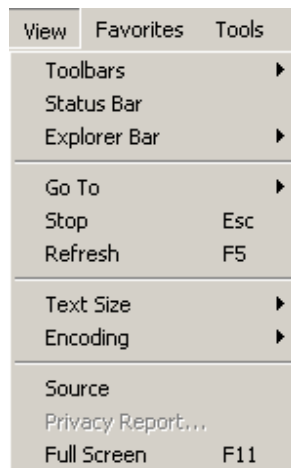 View Favorites Tools
Toolbars
Status Bar
Explorer Bar
Go To
Stop Esc
Refresh F5
Text Size
Encoding
Source
Privacy Report...
Full Screen F11